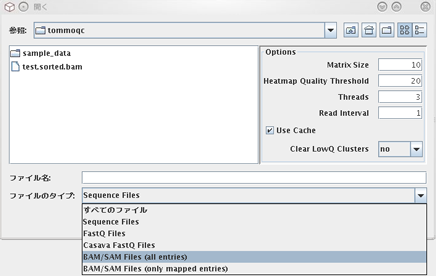 開く
参照: tommoqc
sample_data
test.sorted.bam
Options
Matrix Size 10
Heatmap Quality Threshold 20
Threads 3
Read Interval 1
Use Cache
Clear LowQ Clusters no
ファイル名:
ファイルのタイプ: Sequence Files
すべてのファイル
Sequence Files
FastQ Files
Casava FastQ Files
BAM/SAM Files (all entries)
BAM/SAM Files (only mapped entries)